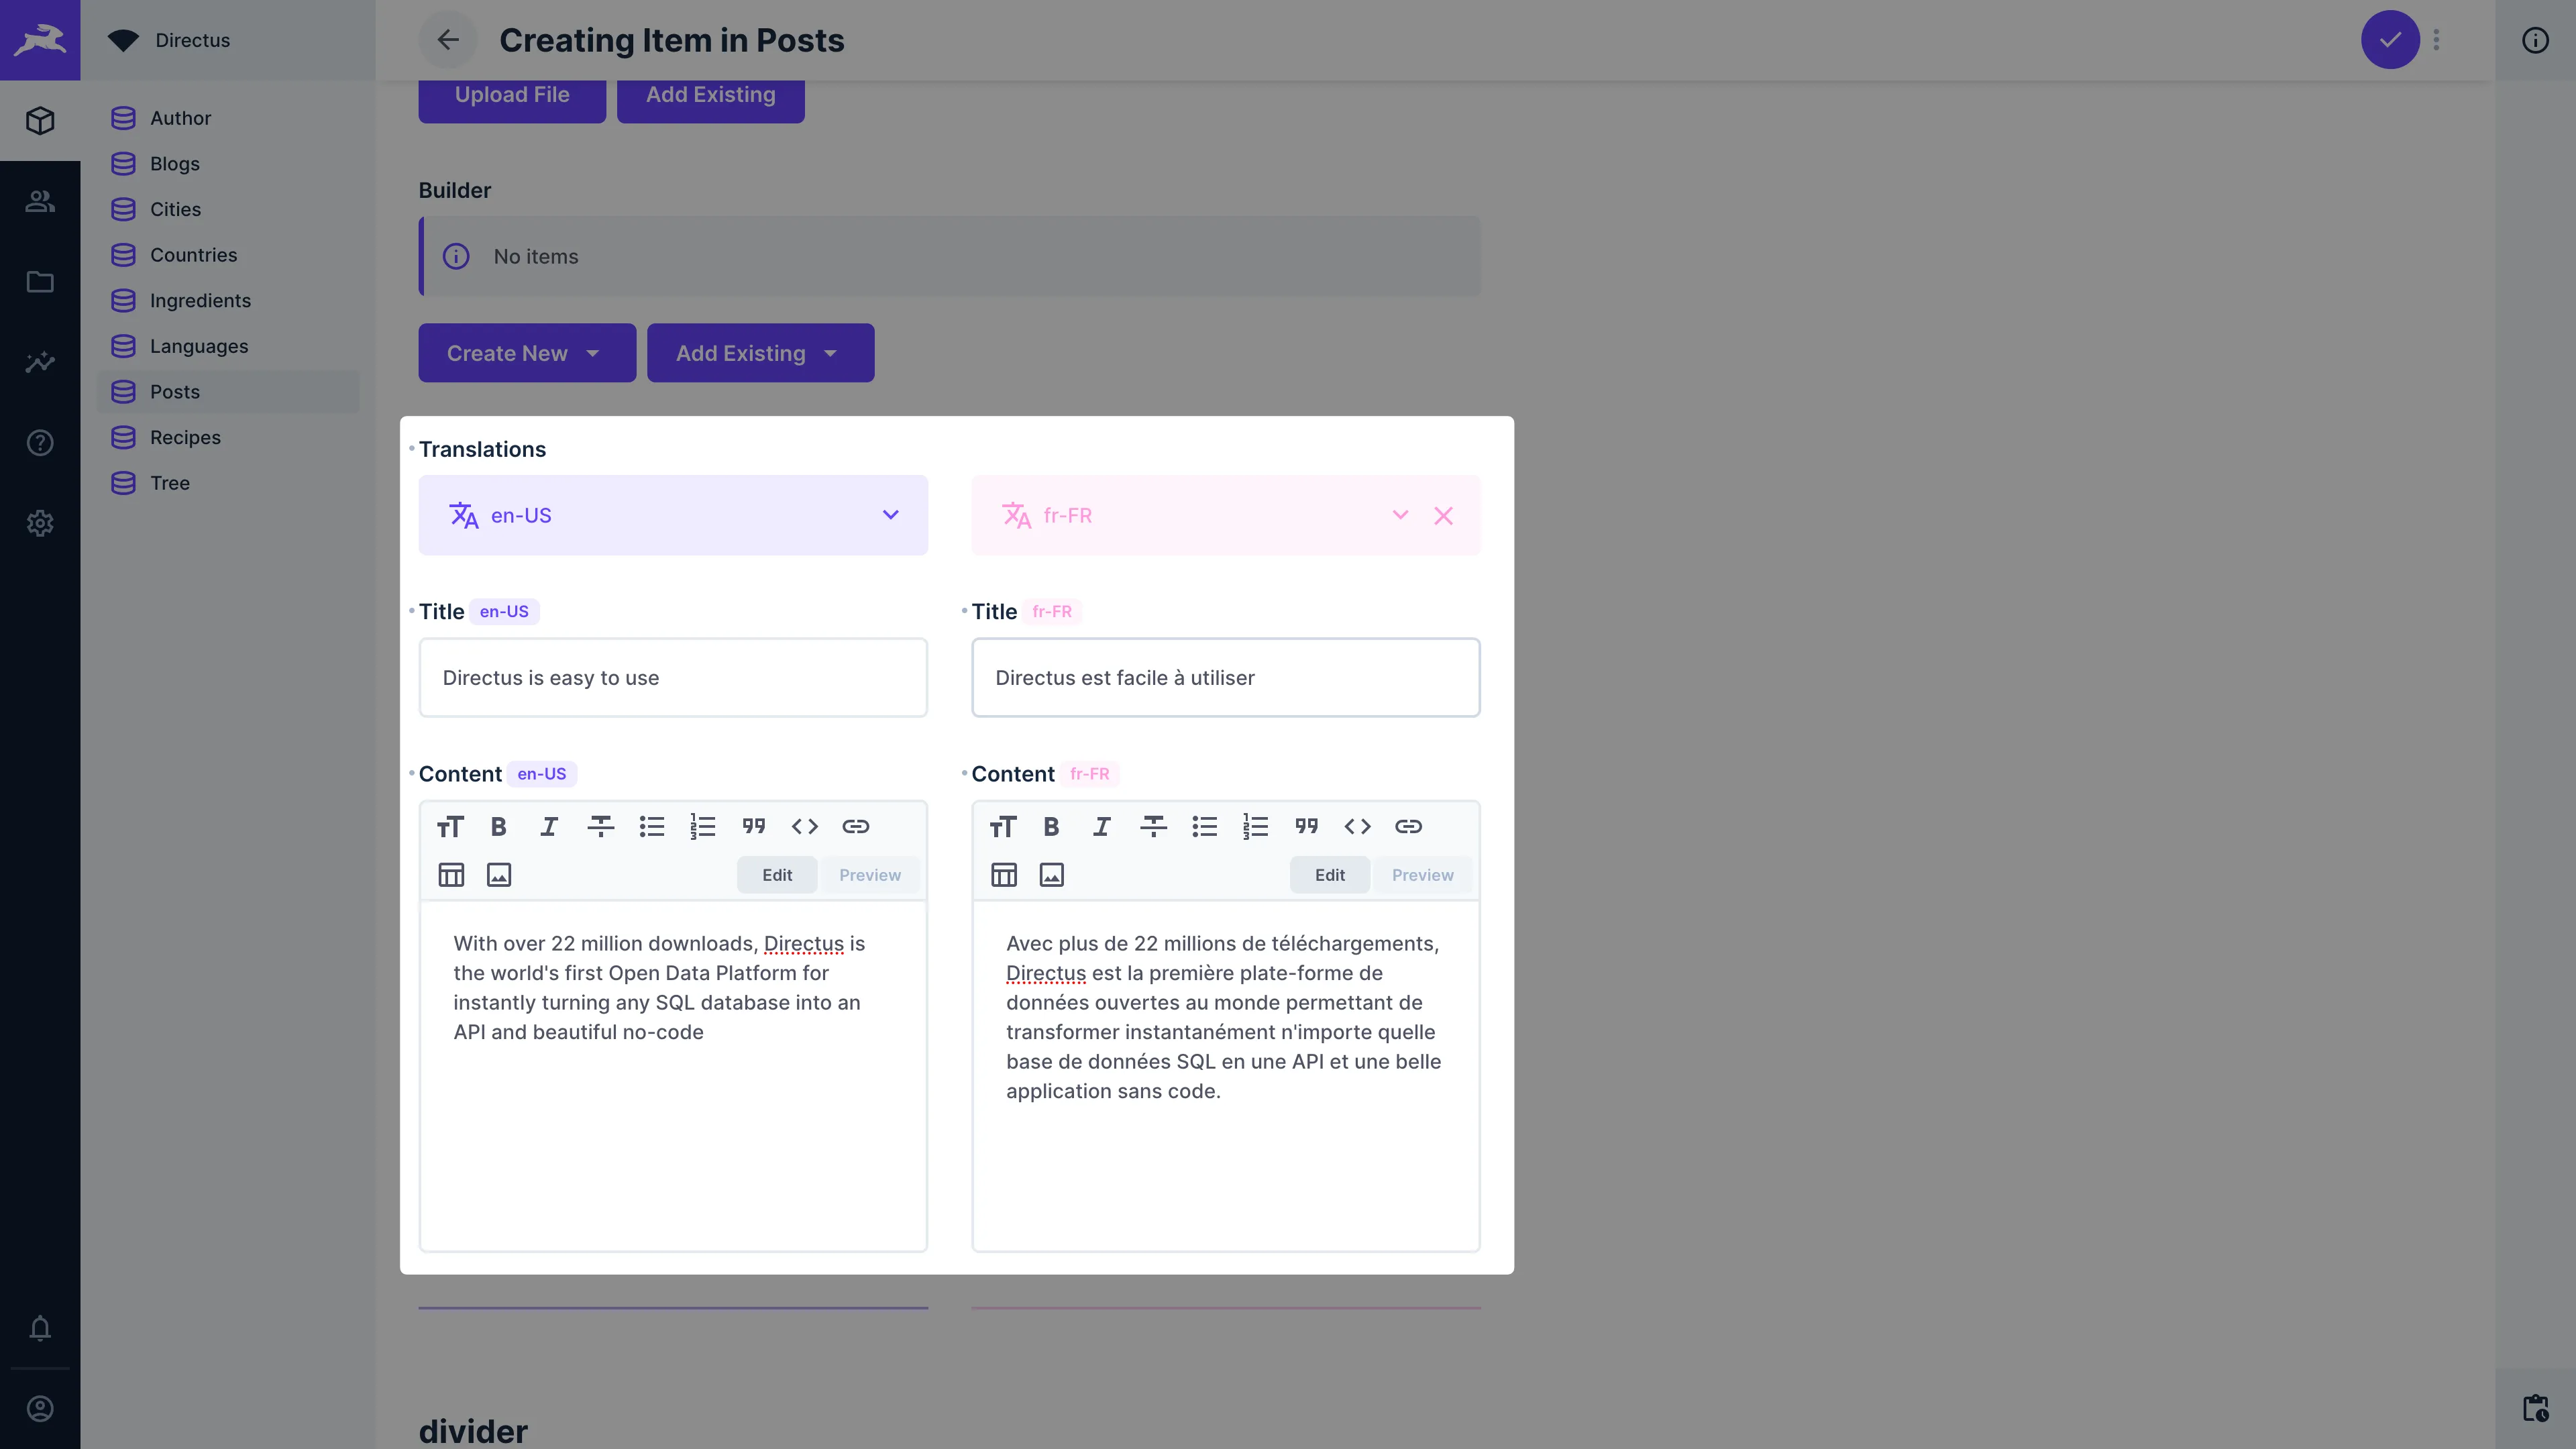 Directus
Creating Item in Posts
Author
Blogs
Cities
Countries
Ingredients
Languages
Posts
Recipes
Tree
Upload File
Add Existing
Builder
No items
Create New
Add Existing
Translations
en-US
fr-FR
Title en-US
Title fr-FR
Directus is easy to use
Directus est facile à utiliser
Content en-US
Content fr-FR
Edit
Preview
Edit
Preview
With over 22 million downloads, Directus is
the world's first Open Data Platform for
instantly turning any SQL database into an
API and beautiful no-code
Avec plus de 22 millions de téléchargements,
Directus est la première plate-forme de
données ouvertes au monde permettant de
transformer instantanément n'importe quelle
base de données SQL en une API et une belle
application sans code.
divider